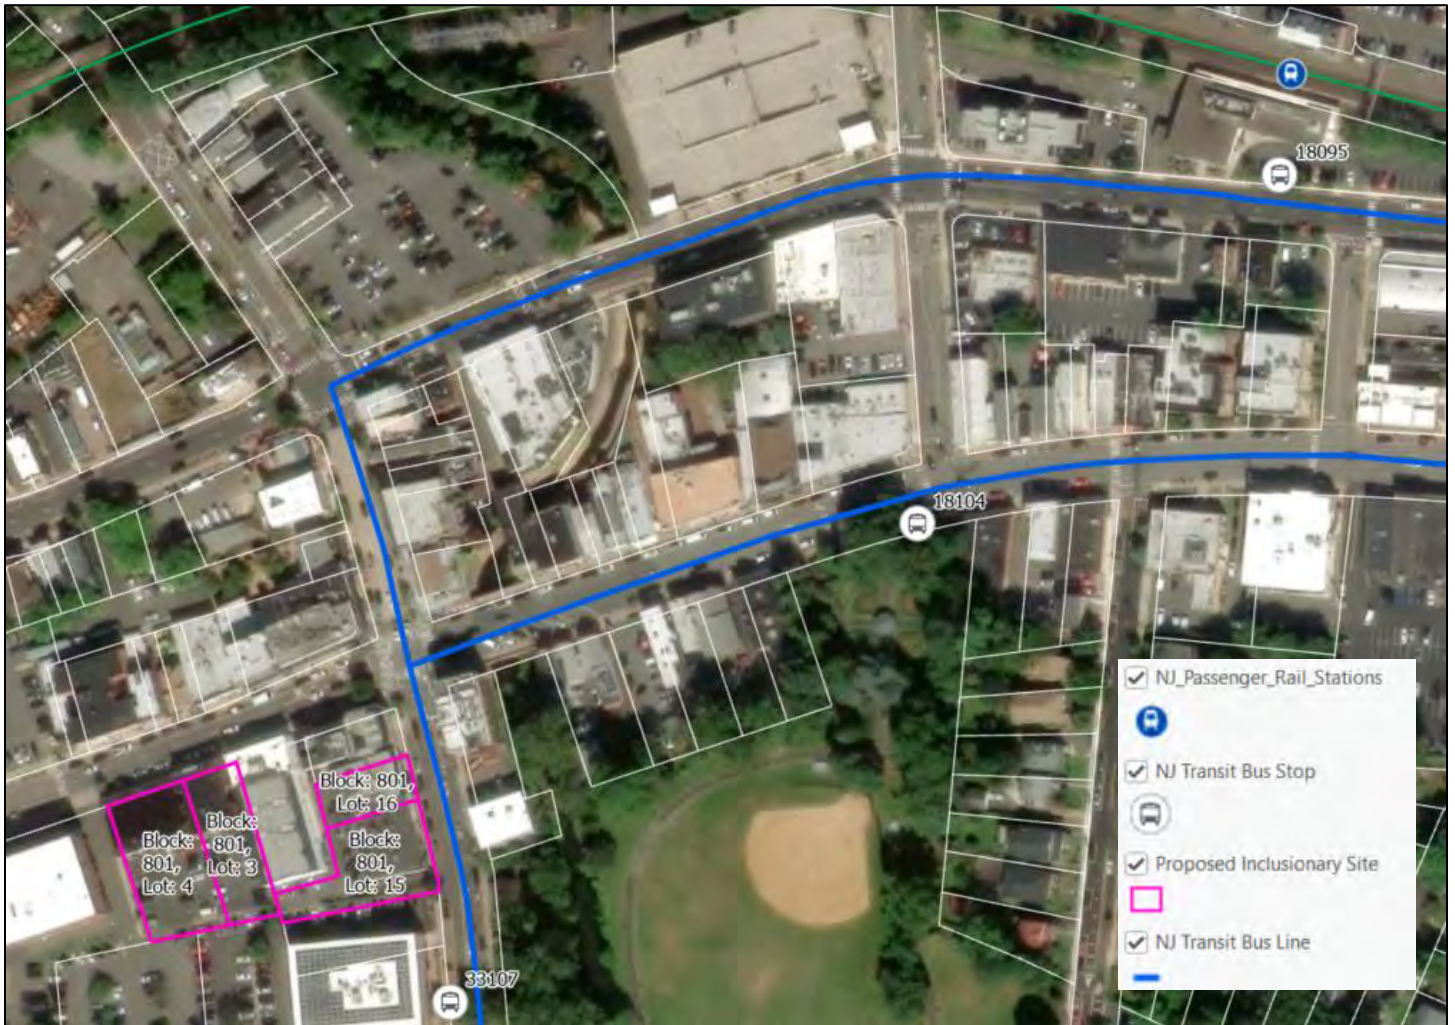 18095
18104
NJ_Passenger_Rail_Stations
NJ Transit Bus Stop
Proposed Inclusionary Site
NJ Transit Bus Line
Block: 801,
Lot: 16
Block:
801,
Lot: 3
Block:
801,
Lot: 4
Block:
801,
Lot: 15
33107